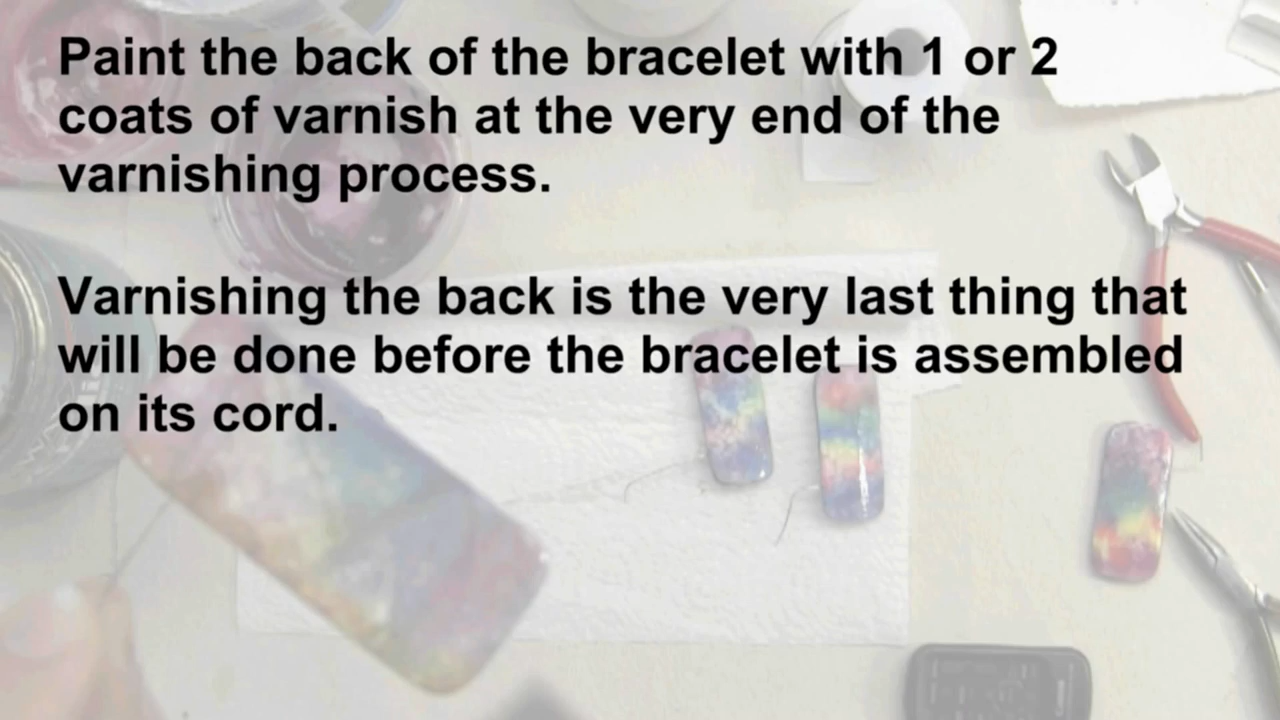 Paint the back of the bracelet with 1 or 2
coats of varnish at the very end of the
varnishing process.
Varnishing the back is the very last thing that
will be done before the bracelet is assembled
on its cord.